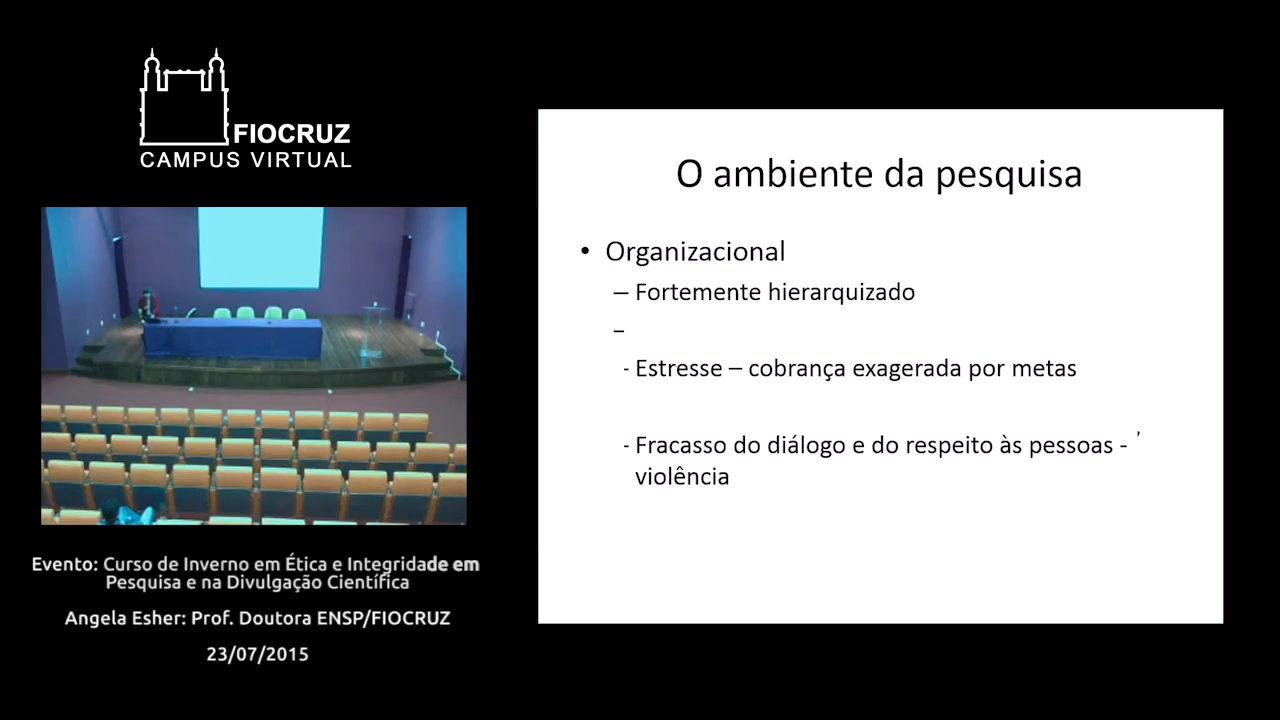 FIOCRUZ
CAMPUS VIRTUAL
Evento: Curso de Inverno em Ética e Integridade em
Pesquisa e na Divulgação Científica
Angela Esher: Prof. Doutora ENSP/FIOCRUZ
23/07/2015
O ambiente da pesquisa
• Organizacional
– Fortemente hierarquizado
–
- Estresse – cobrança exagerada por metas
- Fracasso do diálogo e do respeito às pessoas - ’
violência